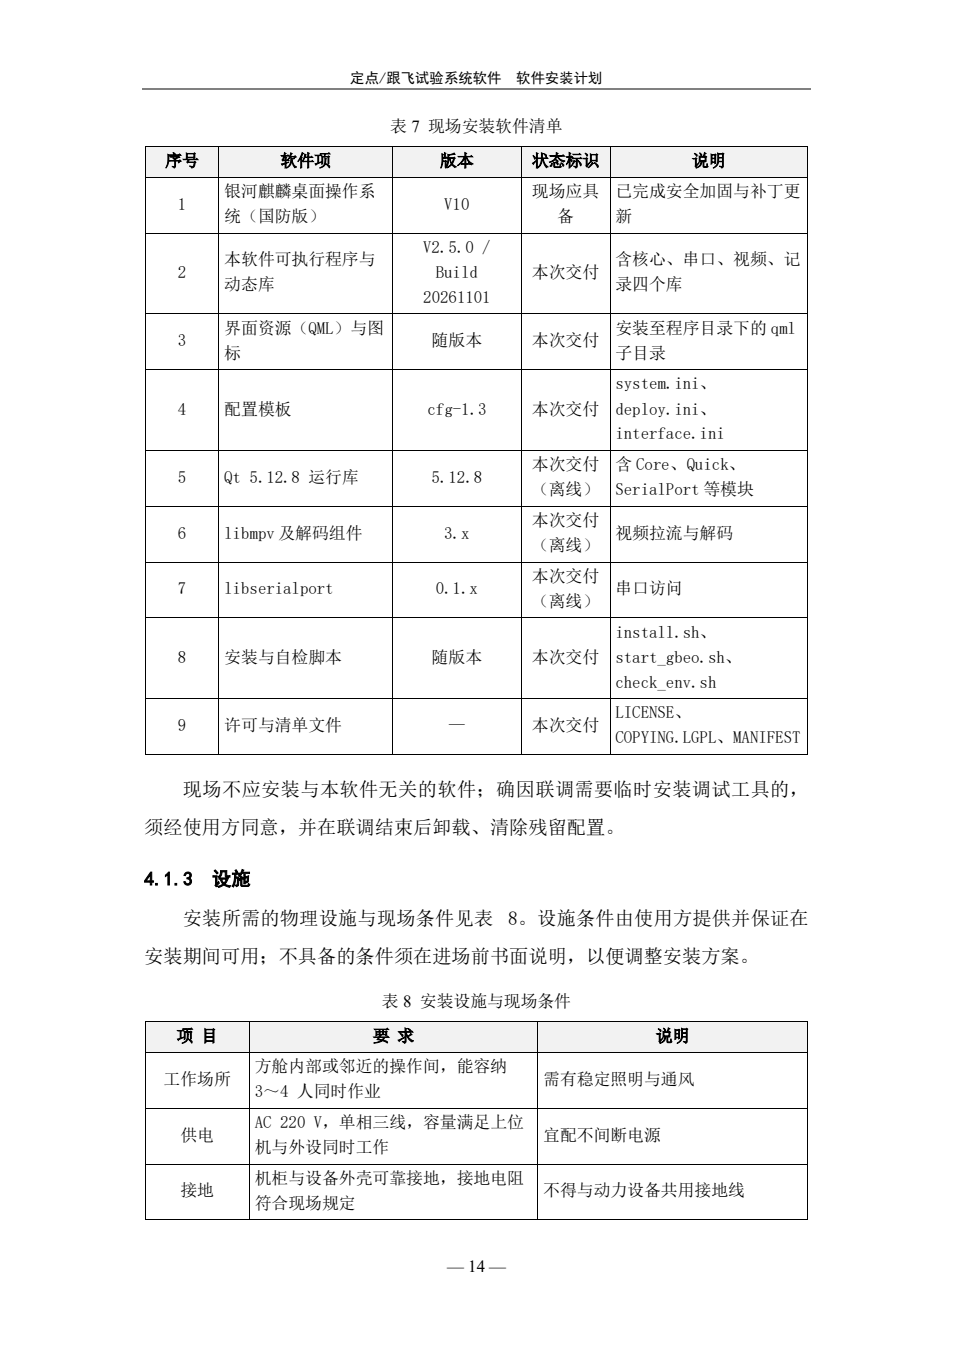 定点/跟飞试验系统软件　软件安装计划
表 7 现场安装软件清单
序号 软件项 版本 状态标识 说明
1 银河麒麟桌面操作系统（国防版） V10 现场应具备 已完成安全加固与补丁更新
2 本软件可执行程序与动态库 V2.5.0 / Build 20261101 本次交付 含核心、串口、视频、记录四个库
3 界面资源（QML）与图标 随版本 本次交付 安装至程序目录下的 qml 子目录
4 配置模板 cfg-1.3 本次交付 system.ini、deploy.ini、interface.ini
5 Qt 5.12.8 运行库 5.12.8 本次交付（离线） 含 Core、Quick、SerialPort 等模块
6 libmpv 及解码组件 3.x 本次交付（离线） 视频拉流与解码
7 libserialport 0.1.x 本次交付（离线） 串口访问
8 安装与自检脚本 随版本 本次交付 install.sh、start_gbeo.sh、check_env.sh
9 许可与清单文件 — 本次交付 LICENSE、COPYING.LGPL、MANIFEST
现场不应安装与本软件无关的软件；确因联调需要临时安装调试工具的，
须经使用方同意，并在联调结束后卸载、清除残留配置。
4.1.3 设施
安装所需的物理设施与现场条件见表 8。设施条件由使用方提供并保证在
安装期间可用；不具备的条件须在进场前书面说明，以便调整安装方案。
表 8 安装设施与现场条件
项 目 要 求 说明
工作场所 方舱内部或邻近的操作间，能容纳 3～4 人同时作业 需有稳定照明与通风
供电 AC 220 V，单相三线，容量满足上位机与外设同时工作 宜配不间断电源
接地 机柜与设备外壳可靠接地，接地电阻符合现场规定 不得与动力设备共用接地线
— 14 —